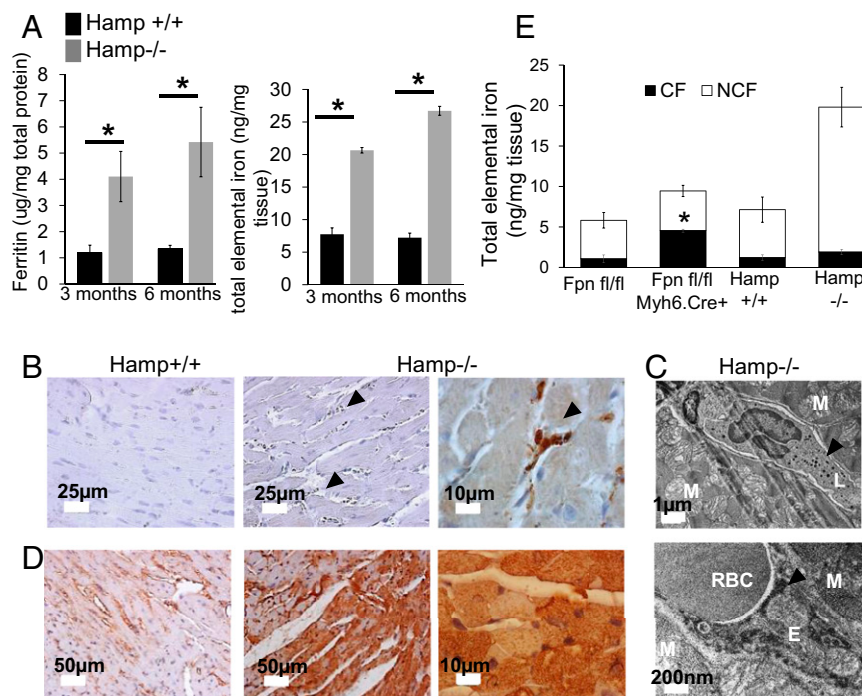 A
Hamp +/+
Hamp-/-
Ferritin (ug/mg total protein)
8
7
6
5
4
3
2
1
0
*
*
3 months
6 months
total elemental iron (ng/mg
tissue)
30
25
20
15
10
5
0
*
*
3 months
6 months
E
Total elemental iron
(ng/mg tissue)
25
20
15
10
5
0
CF
NCF
*
Fpn fl/fl
Fpn fl/fl
Myh6.Cre+
Hamp
+/+
Hamp
-/-
B
Hamp+/+
Hamp-/-
25µm
25µm
10µm
C
Hamp-/-
M
L
M
1µm
RBC
M
E
M
200nm
D
50µm
50µm
10µm